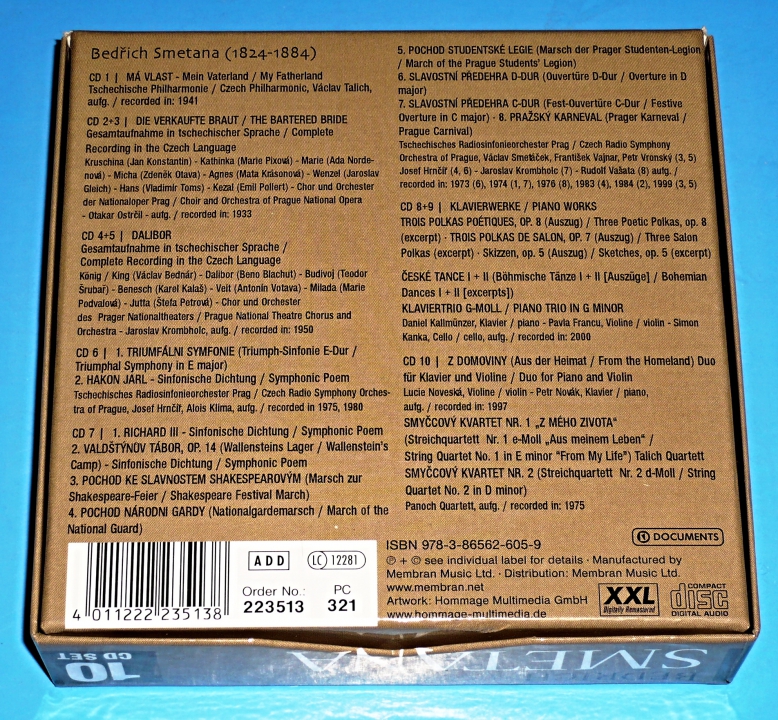 Bedřich Smetana (1824-1884)
CD 1 | MÁ VLAST - Mein Vaterland / My Fatherland
Tschechische Philharmonie / Czech Philharmonic, Václav Talich,
aufg. / recorded in: 1941
CD 2+3 | DIE VERKAUFTE BRAUT / THE BARTERED BRIDE
Gesamtaufnahme in tschechischer Sprache / Complete
Recording in the Czech Language
Kruschina (Jan Konstantin) - Kathinka (Marie Pixová) - Marie (Ada Norde-
nová) - Micha (Zdeněk Otava) - Agnes (Mata Krásonová) - Wenzel (Jaroslav
Gleich) - Hans (Vladimír Toms) - Kezal (Emil Pollert) - Chor und Orchester
der Nationaloper Prag / Choir and Orchestra of Prague National Opera
- Otakar Ostrčil - aufg. / recorded in: 1933
CD 4+5 | DALIBOR
Gesamtaufnahme in tschechischer Sprache /
Complete Recording in the Czech Language
König / King (Václav Bednář) - Dalibor (Beno Blachut) - Budivoj (Teodor
Šrubař) - Benesch (Karel Kalaš) - Veit (Antonín Votava) - Milada (Marie
Podvalová) - Jutta (Štefa Petrová) - Chor und Orchester
des Prager Nationaltheaters / Prague National Theatre Chorus and
Orchestra - Jaroslav Krombholc, aufg. / recorded in: 1950
CD 6 | 1. TRIUMFÁLNI SYMFONIE (Triumph-Sinfonie E-Dur /
Triumphal Symphony in E major)
2. HAKON JARL - Sinfonische Dichtung / Symphonic Poem
Tschechisches Radiosinfonieorchester Prag / Czech Radio Symphony Orches-
tra of Prague, Josef Hrnčíř, Alois Klima, aufg. / recorded in 1975, 1980
CD 7 | 1. RICHARD III - Sinfonische Dichtung / Symphonic Poem
2. VALDŠTÝNŮV TÁBOR, OP. 14 (Wallensteins Lager / Wallenstein's
Camp) - Sinfonische Dichtung / Symphonic Poem
3. POCHOD KE SLAVNOSTEM SHAKESPEAROVÝM (Marsch zur
Shakespeare-Feier / Shakespeare Festival March)
4. POCHOD NÁRODNI GARDY (Nationalgardemarsch / March of the
National Guard)
5. POCHOD STUDENTSKÉ LEGIE (Marsch der Prager Studenten-Legion
/ March of the Prague Students' Legion)
6. SLAVOSTNÍ PŘEDEHRA D-DUR (Ouvertüre D-Dur / Overture in D
major)
7. SLAVOSTNÍ PŘEDEHRA C-DUR (Fest-Ouvertüre C-Dur / Festive
Overture in C major) · 8. PRAŽSKÝ KARNEVAL (Prager Karneval /
Prague Carnival)
Tschechisches Radiosinfonieorchester Prag / Czech Radio Symphony
Orchestra of Prague, Václav Smetáček, František Vajnar, Petr Vronský (3, 5)
Josef Hrnčíř (4, 6) - Jaroslav Krombholc (7) - Rudolf Vašata (8) aufg. /
recorded in: 1973 (6), 1974 (1, 7), 1976 (8), 1983 (4), 1984 (2), 1999 (3, 5)
CD 8+9 | KLAVIERWERKE / PIANO WORKS
TROIS POLKAS POÉTIQUES, OP. 8 (Auszug) / Three Poetic Polkas, op. 8
(excerpt) · TROIS POLKAS DE SALON, OP. 7 (Auszug) / Three Salon
Polkas (excerpt) · Skizzen, op. 5 (Auszug) / Sketches, op. 5 (excerpt)
ČESKÉ TANCE I + II (Böhmische Tänze I + II [Auszüge] / Bohemian
Dances I + II [excerpts])
KLAVIERTRIO G-MOLL / PIANO TRIO IN G MINOR
Daniel Kallmünzer, Klavier / piano - Pavla Francu, Violine / violin - Simon
Kanka, Cello / cello, aufg. / recorded in: 2000
CD 10 | Z DOMOVINY (Aus der Heimat / From the Homeland) Duo
für Klavier und Violine / Duo for Piano and Violin
Lucie Noveská, Violine / violin - Petr Novák, Klavier / piano,
aufg. / recorded in: 1997
SMYČCOVÝ KVARTET NR. 1 „Z MÉHO ZIVOTA“
(Streichquartett Nr. 1 e-Moll „Aus meinem Leben“ /
String Quartet No. 1 in E minor "From My Life") Talich Quartett
SMYČCOVÝ KVARTET NR. 2 (Streichquartett Nr. 2 d-Moll / String
Quartet No. 2 in D minor)
Panoch Quartett, aufg. / recorded in: 1975
DOCUMENTS
ISBN 978-3-86562-605-9
℗ + © see individual label for details · Manufactured by
Membran Music Ltd. · Distribution: Membran Music Ltd.
www.membran.net
Artwork: Hommage Multimedia GmbH
www.hommage-multimedia.de
XXL
Digitally Remastered
COMPACT
disc
DIGITAL AUDIO
ADD
LC 12281
Order No.: PC
223513 321
4 011222 235138
10
CD SET
SMETANA